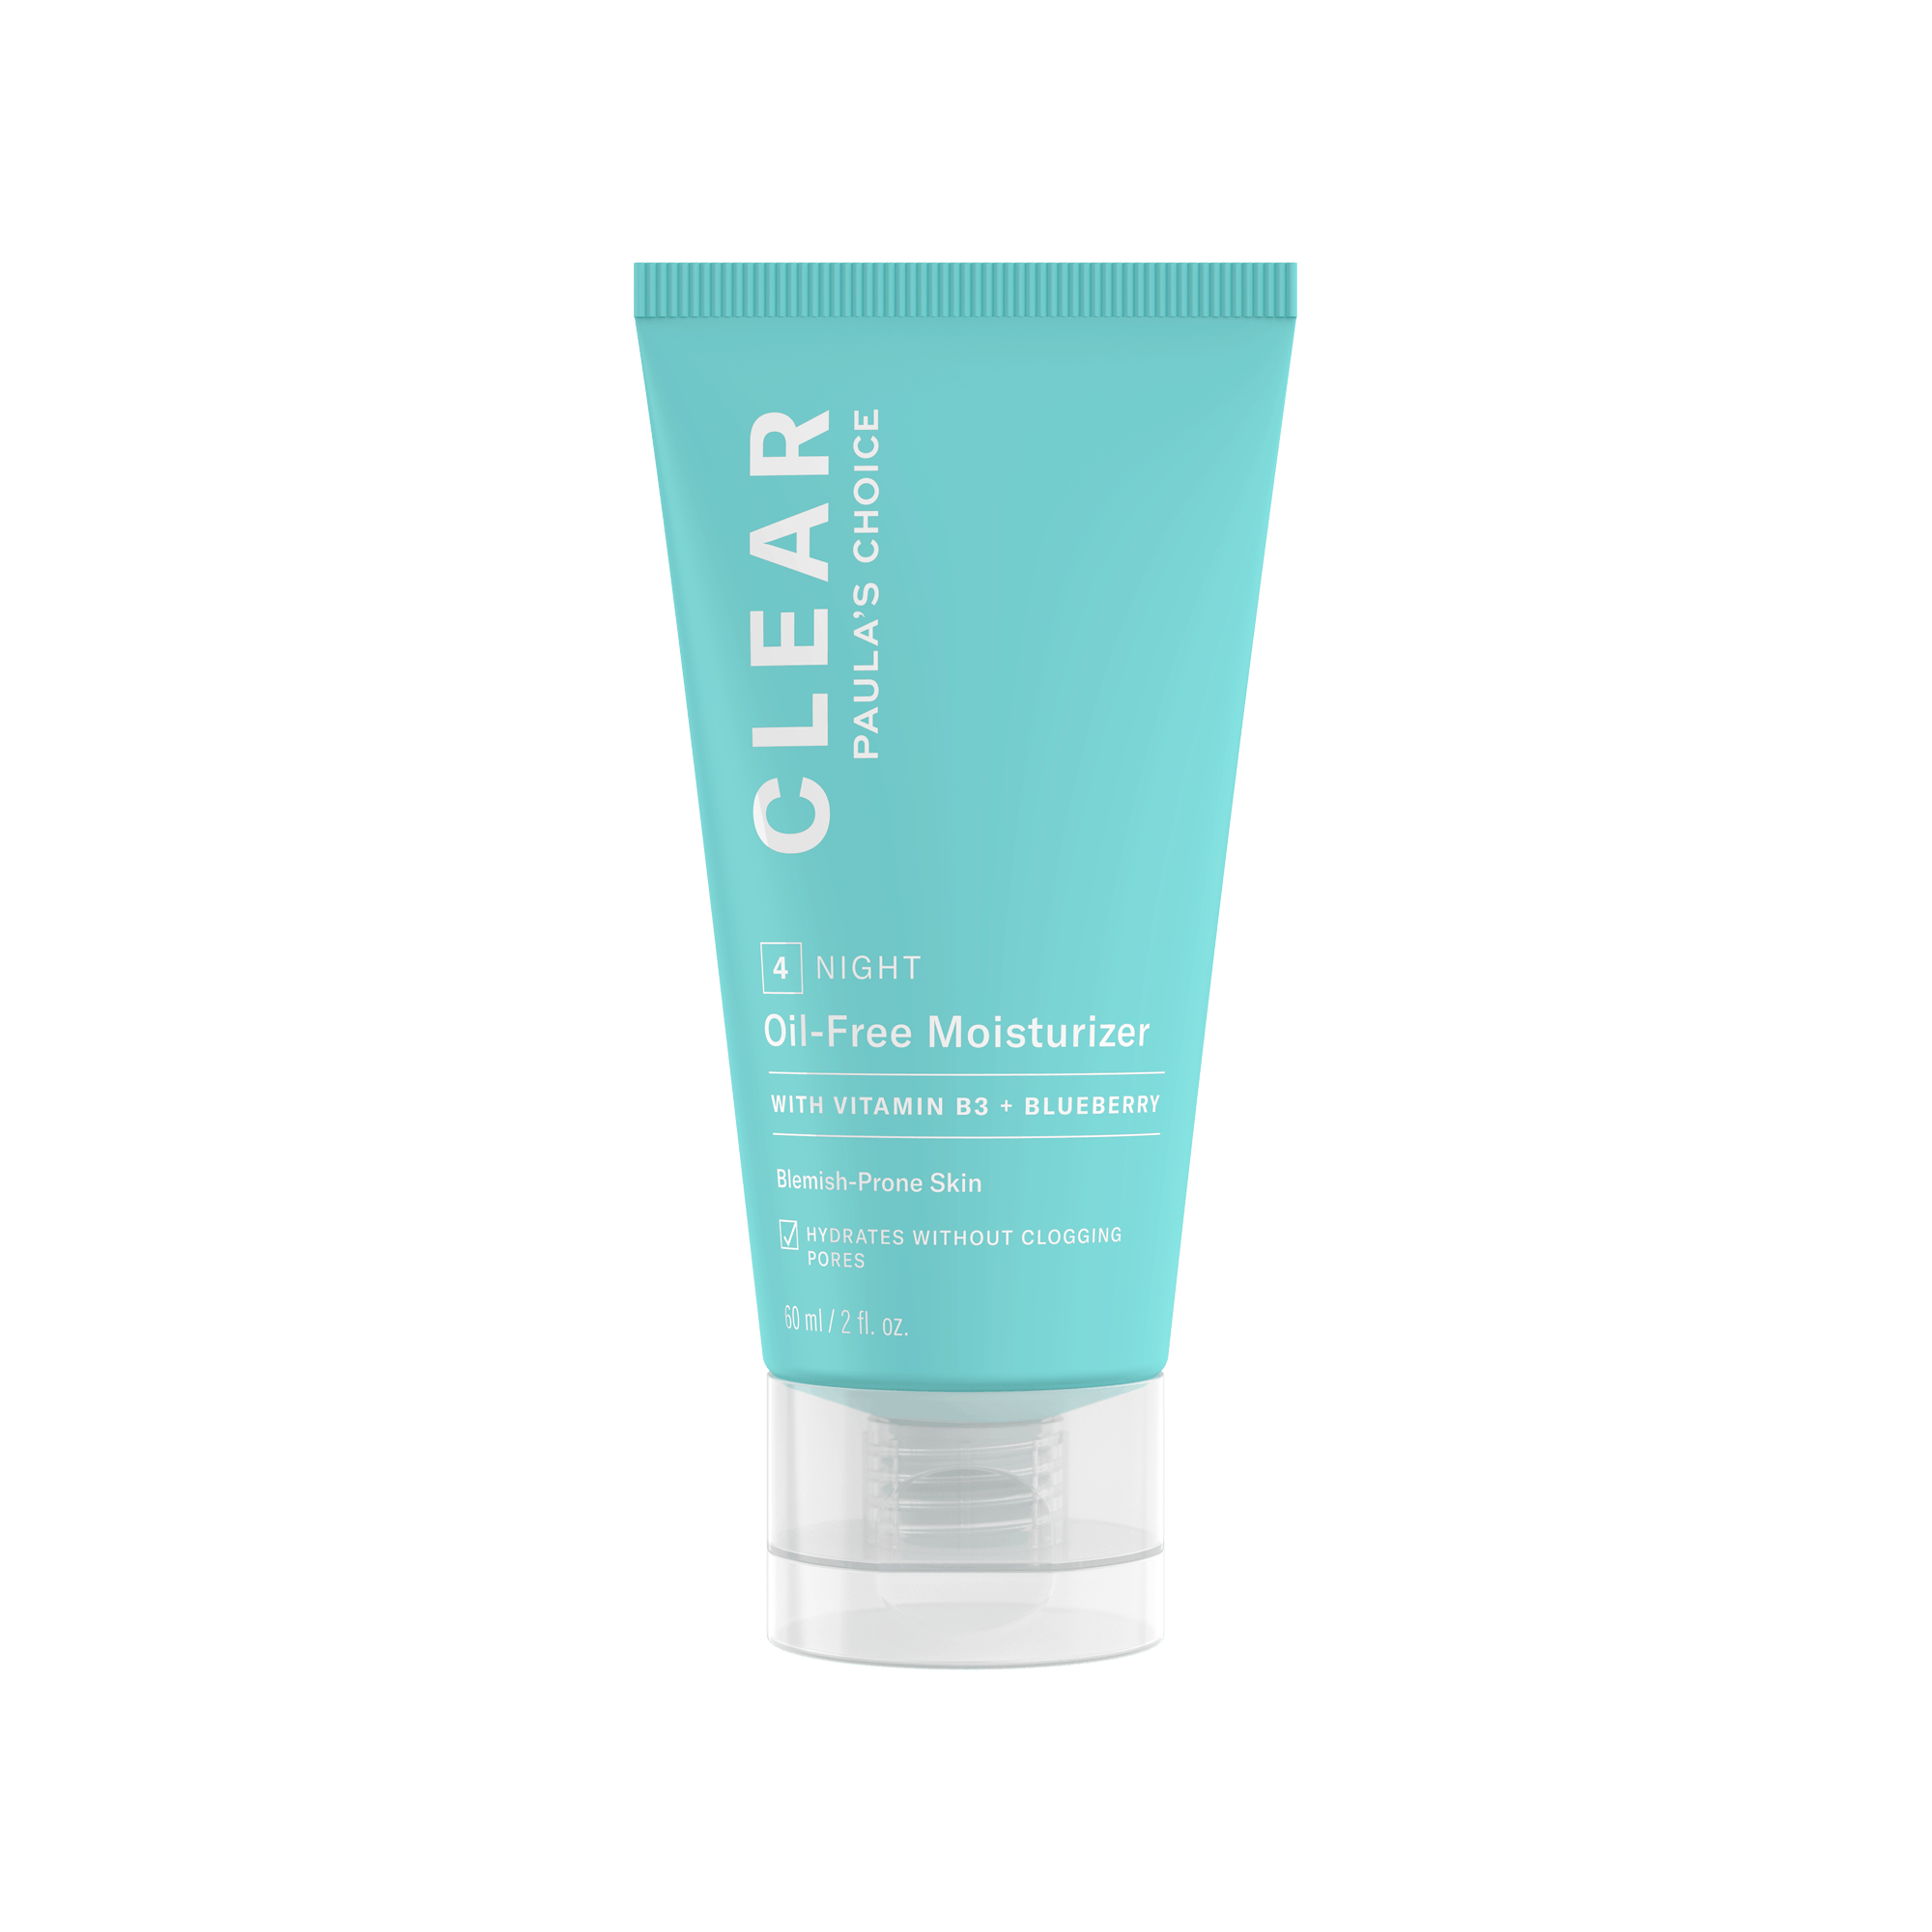 CLEAR
PAULA'S CHOICE
4 NIGHT
Oil-Free Moisturizer
WITH VITAMIN B3 + BLUEBERRY
Blemish-Prone Skin
HYDRATES WITHOUT CLOGGING
PORES
60 ml / 2 fl. oz.